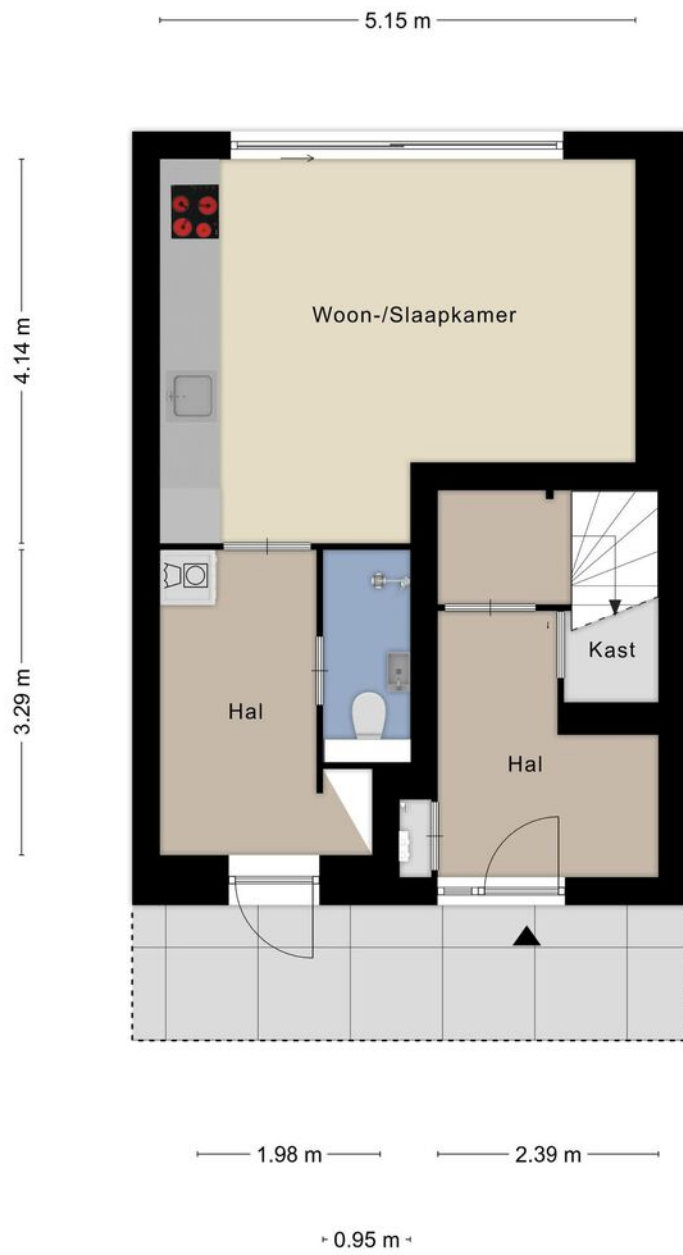 5.15 m
4.14 m
Woon-/Slaapkamer
3.29 m
Kast
Hal
Hal
1.98 m
2.39 m
0.95 m